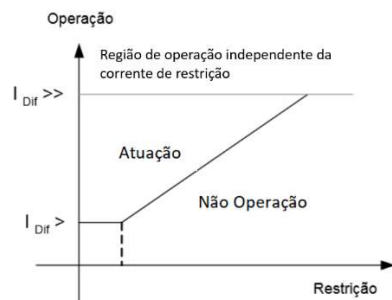 Operação
Região de operação independente da
corrente de restrição
I Dif >>
Atuação
Não Operação
I Dif >
Restrição